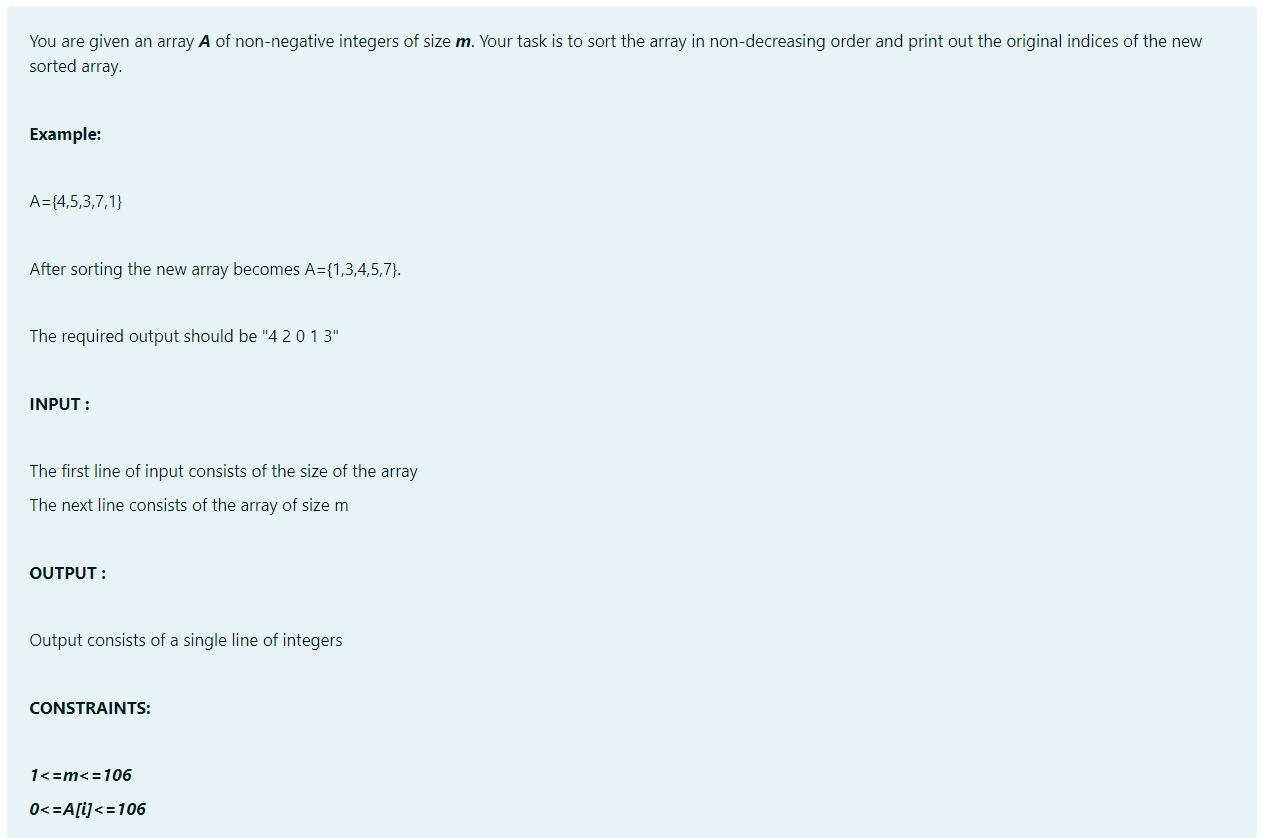 You are given an array A of non-negative integers of size m. Your task is to sort the array in non-decreasing order and print out the original indices of the new
sorted array.
Example:
A={4,5,3,7,1}
After sorting the new array becomes A={1,3,4,5,7}.
The required output should be "4 2 0 1 3"
INPUT :
The first line of input consists of the size of the array
The next line consists of the array of size m
OUTPUT :
Output consists of a single line of integers
CONSTRAINTS:
1<=m<=106
0<=A[i]<=106